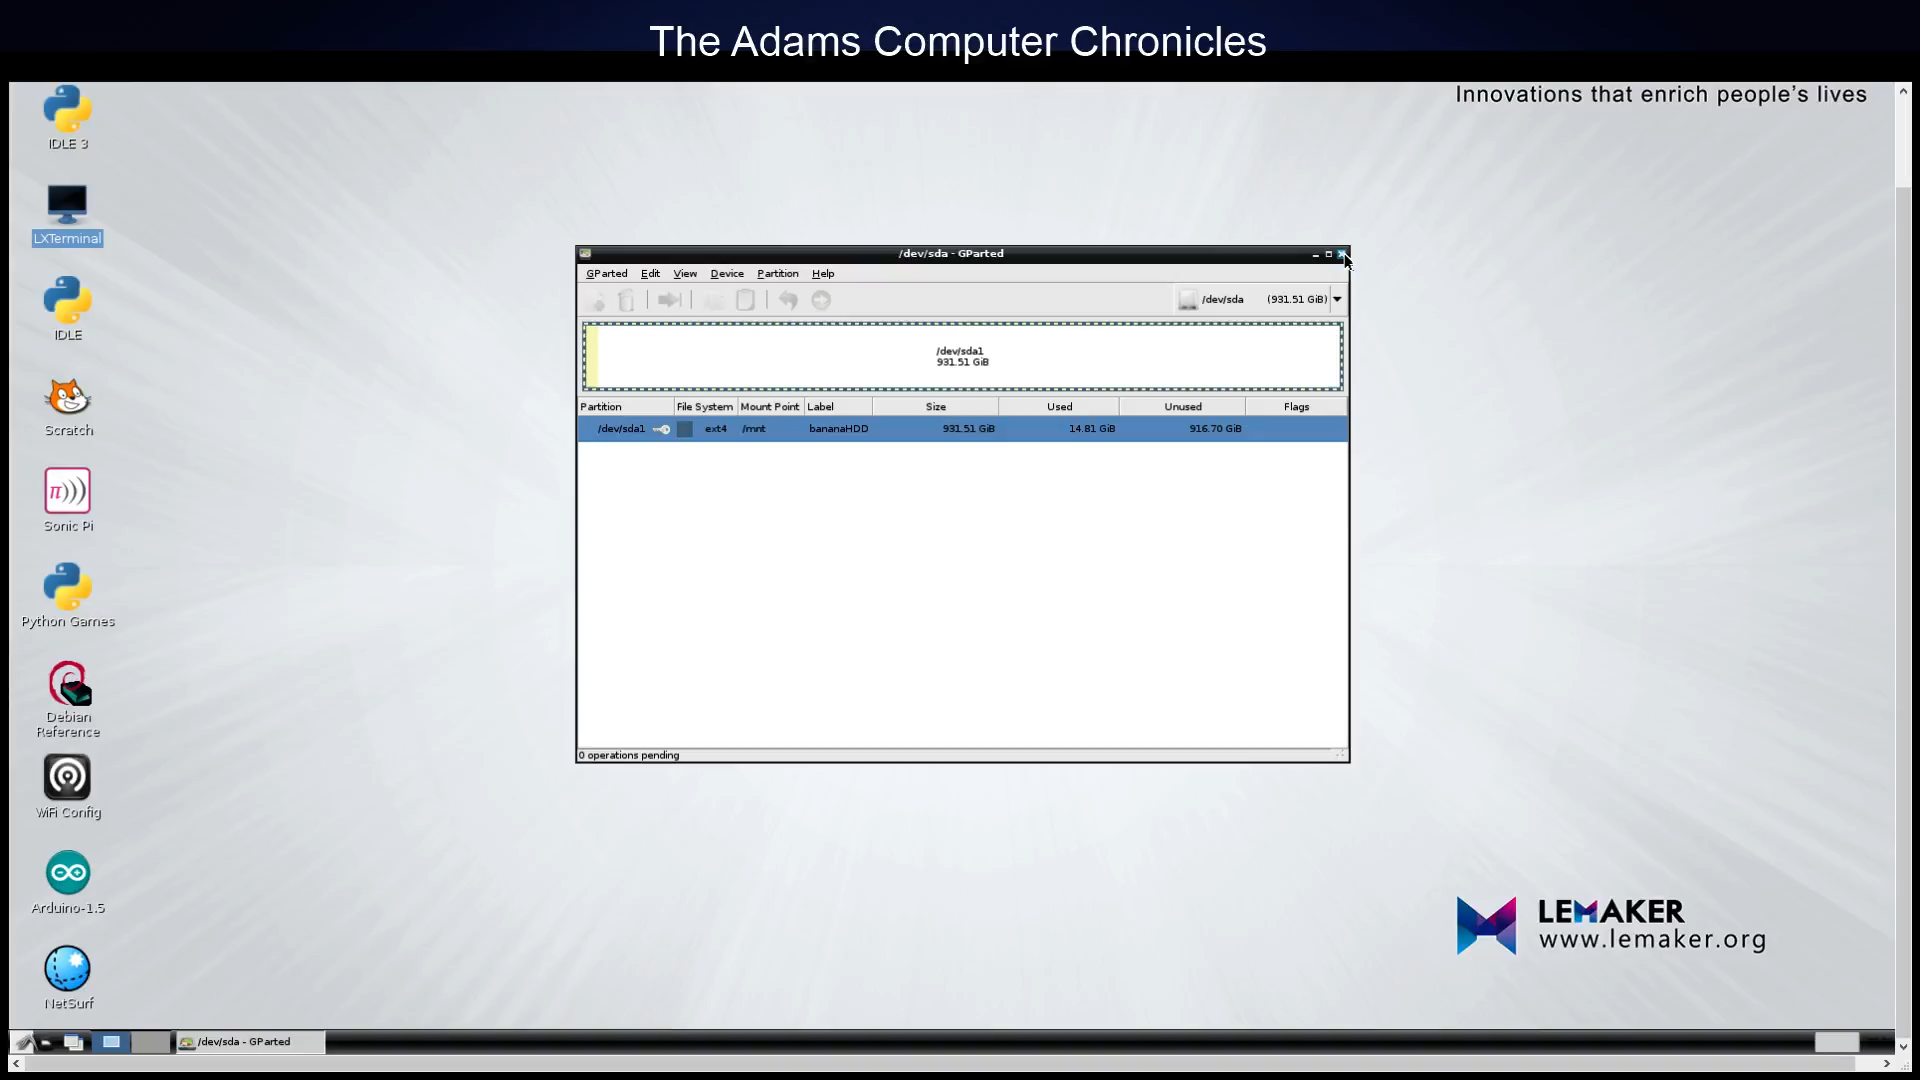 The Adams Computer Chronicles
Innovations that enrich people's lives
IDLE 3
LXTerminal
IDLE
Scratch
π)))
Sonic Pi
Python Games
Debian
Reference
WiFi Config
Arduino-1.5
NetSurf
/dev/sda - GParted
GParted Edit View Device Partition Help
/dev/sda (931.51 GiB)
/dev/sda1
931.51 GiB
Partition File System Mount Point Label Size Used Unused Flags
/dev/sda1 ext4 /mnt bananaHDD 931.51 GiB 14.81 GiB 916.70 GiB
0 operations pending
LEMAKER
www.lemaker.org
/dev/sda - GParted